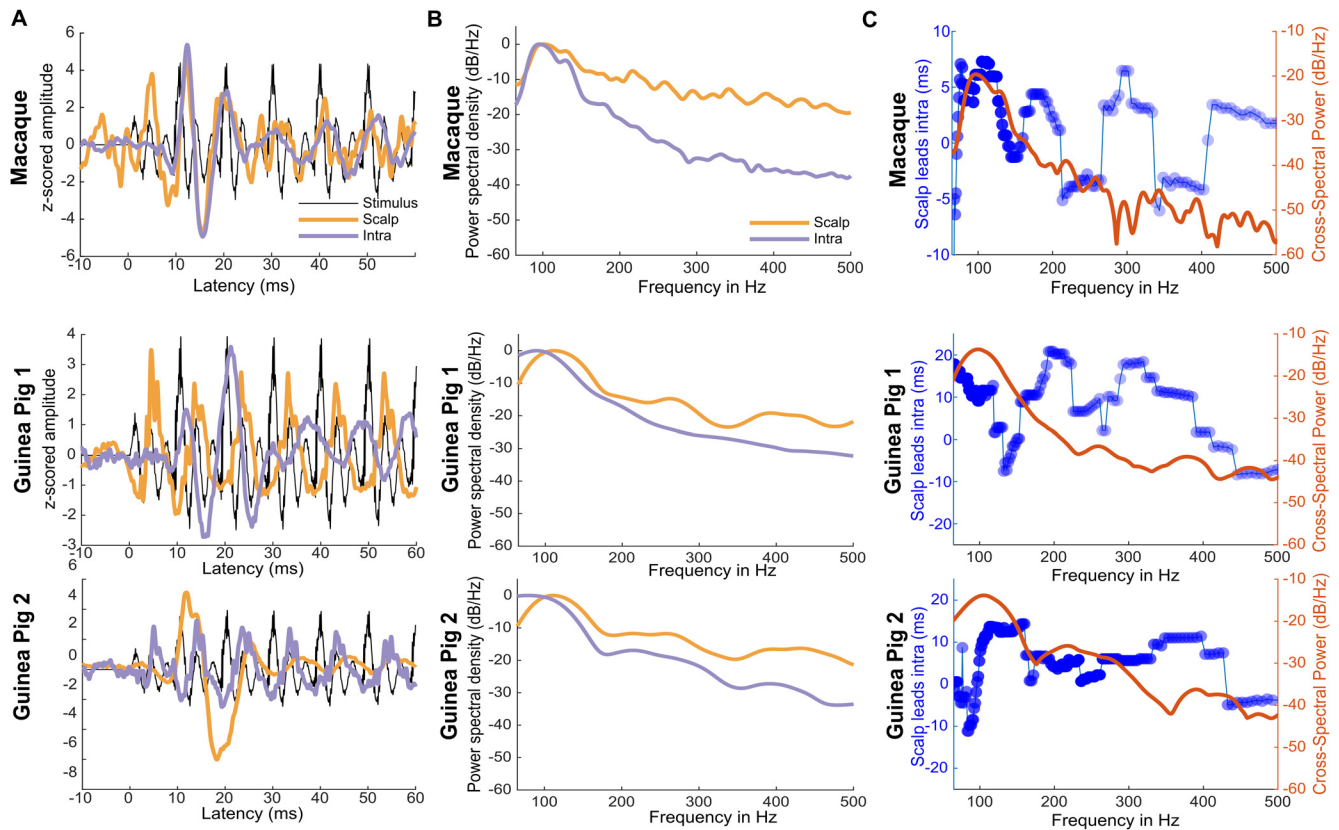 A
Macaque
z-scored amplitude
6
4
2
0
-2
-4
-6
Stimulus
Scalp
Intra
-10 0 10 20 30 40 50
Latency (ms)
B
Macaque
Power spectral density (dB/Hz)
0
-10
-20
-30
-40
-50
-60
Scalp
Intra
100 200 300 400 500
Frequency in Hz
C
Macaque
Scalp leads intra (ms)
10
5
0
-5
-10
-10
-20
-30
-40
-50
-60
Cross-Spectral Power (dB/Hz)
100 200 300 400 500
Frequency in Hz
Guinea Pig 1
z-scored amplitude
4
3
2
1
0
-1
-2
-3
-10 0 10 20 30 40 50 60
Latency (ms)
Guinea Pig 1
Power spectral density (dB/Hz)
0
-10
-20
-30
-40
-50
-60
100 200 300 400 500
Frequency in Hz
Guinea Pig 1
Scalp leads intra (ms)
20
10
0
-10
-20
-10
-20
-30
-40
-50
-60
Cross-Spectral Power (dB/Hz)
100 200 300 400 500
Frequency in Hz
Guinea Pig 2
6
4
2
0
-2
-4
-6
-8
-10 0 10 20 30 40 50 60
Latency (ms)
Guinea Pig 2
Power spectral density (dB/Hz)
0
-10
-20
-30
-40
-50
-60
100 200 300 400 500
Frequency in Hz
Guinea Pig 2
Scalp leads intra (ms)
20
10
0
-10
-20
-10
-20
-30
-40
-50
-60
Cross-Spectral Power (dB/Hz)
100 200 300 400 500
Frequency in Hz